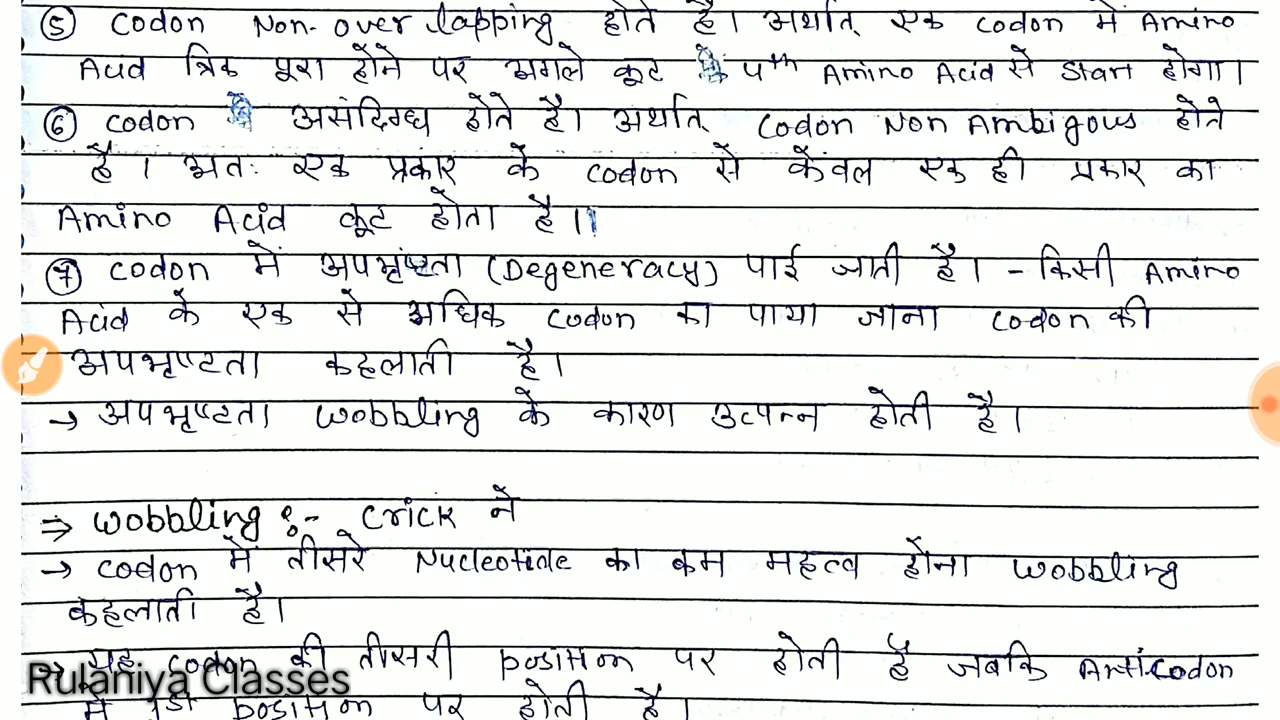 ⑤ Codon Non-over lapping होते है। अर्थात् एक Codon में Amino
Acid त्रिक पूरा होने पर अगले कूट 4th Amino Acid से start होगा।
⑥ Codon असंदिग्ध होते है। अर्थात् Codon Non Ambigous होते
है। अतः एक प्रकार के Codon से केवल एक ही प्रकार का
Amino Acid कूट होता है।।
⑦ Codon में अपभृष्टता (Degeneracy) पाई जाती है। - किसी Amino
Acid के एक से अधिक Codon का पाया जाना Codon की
अपभृष्टता कहलाती है।
→ अपभृष्टता wobbling के कारण उत्पन्न होती है।
⇒ Wobbling :- Crick ने
→ Codon में तीसरे Nucleotide का कम महत्व होना wobbling
कहलाती है।
→ यह Codon की तीसरी position पर होती है जबकि Anticodon
में 1st position पर होती है।
Rulaniya Classes